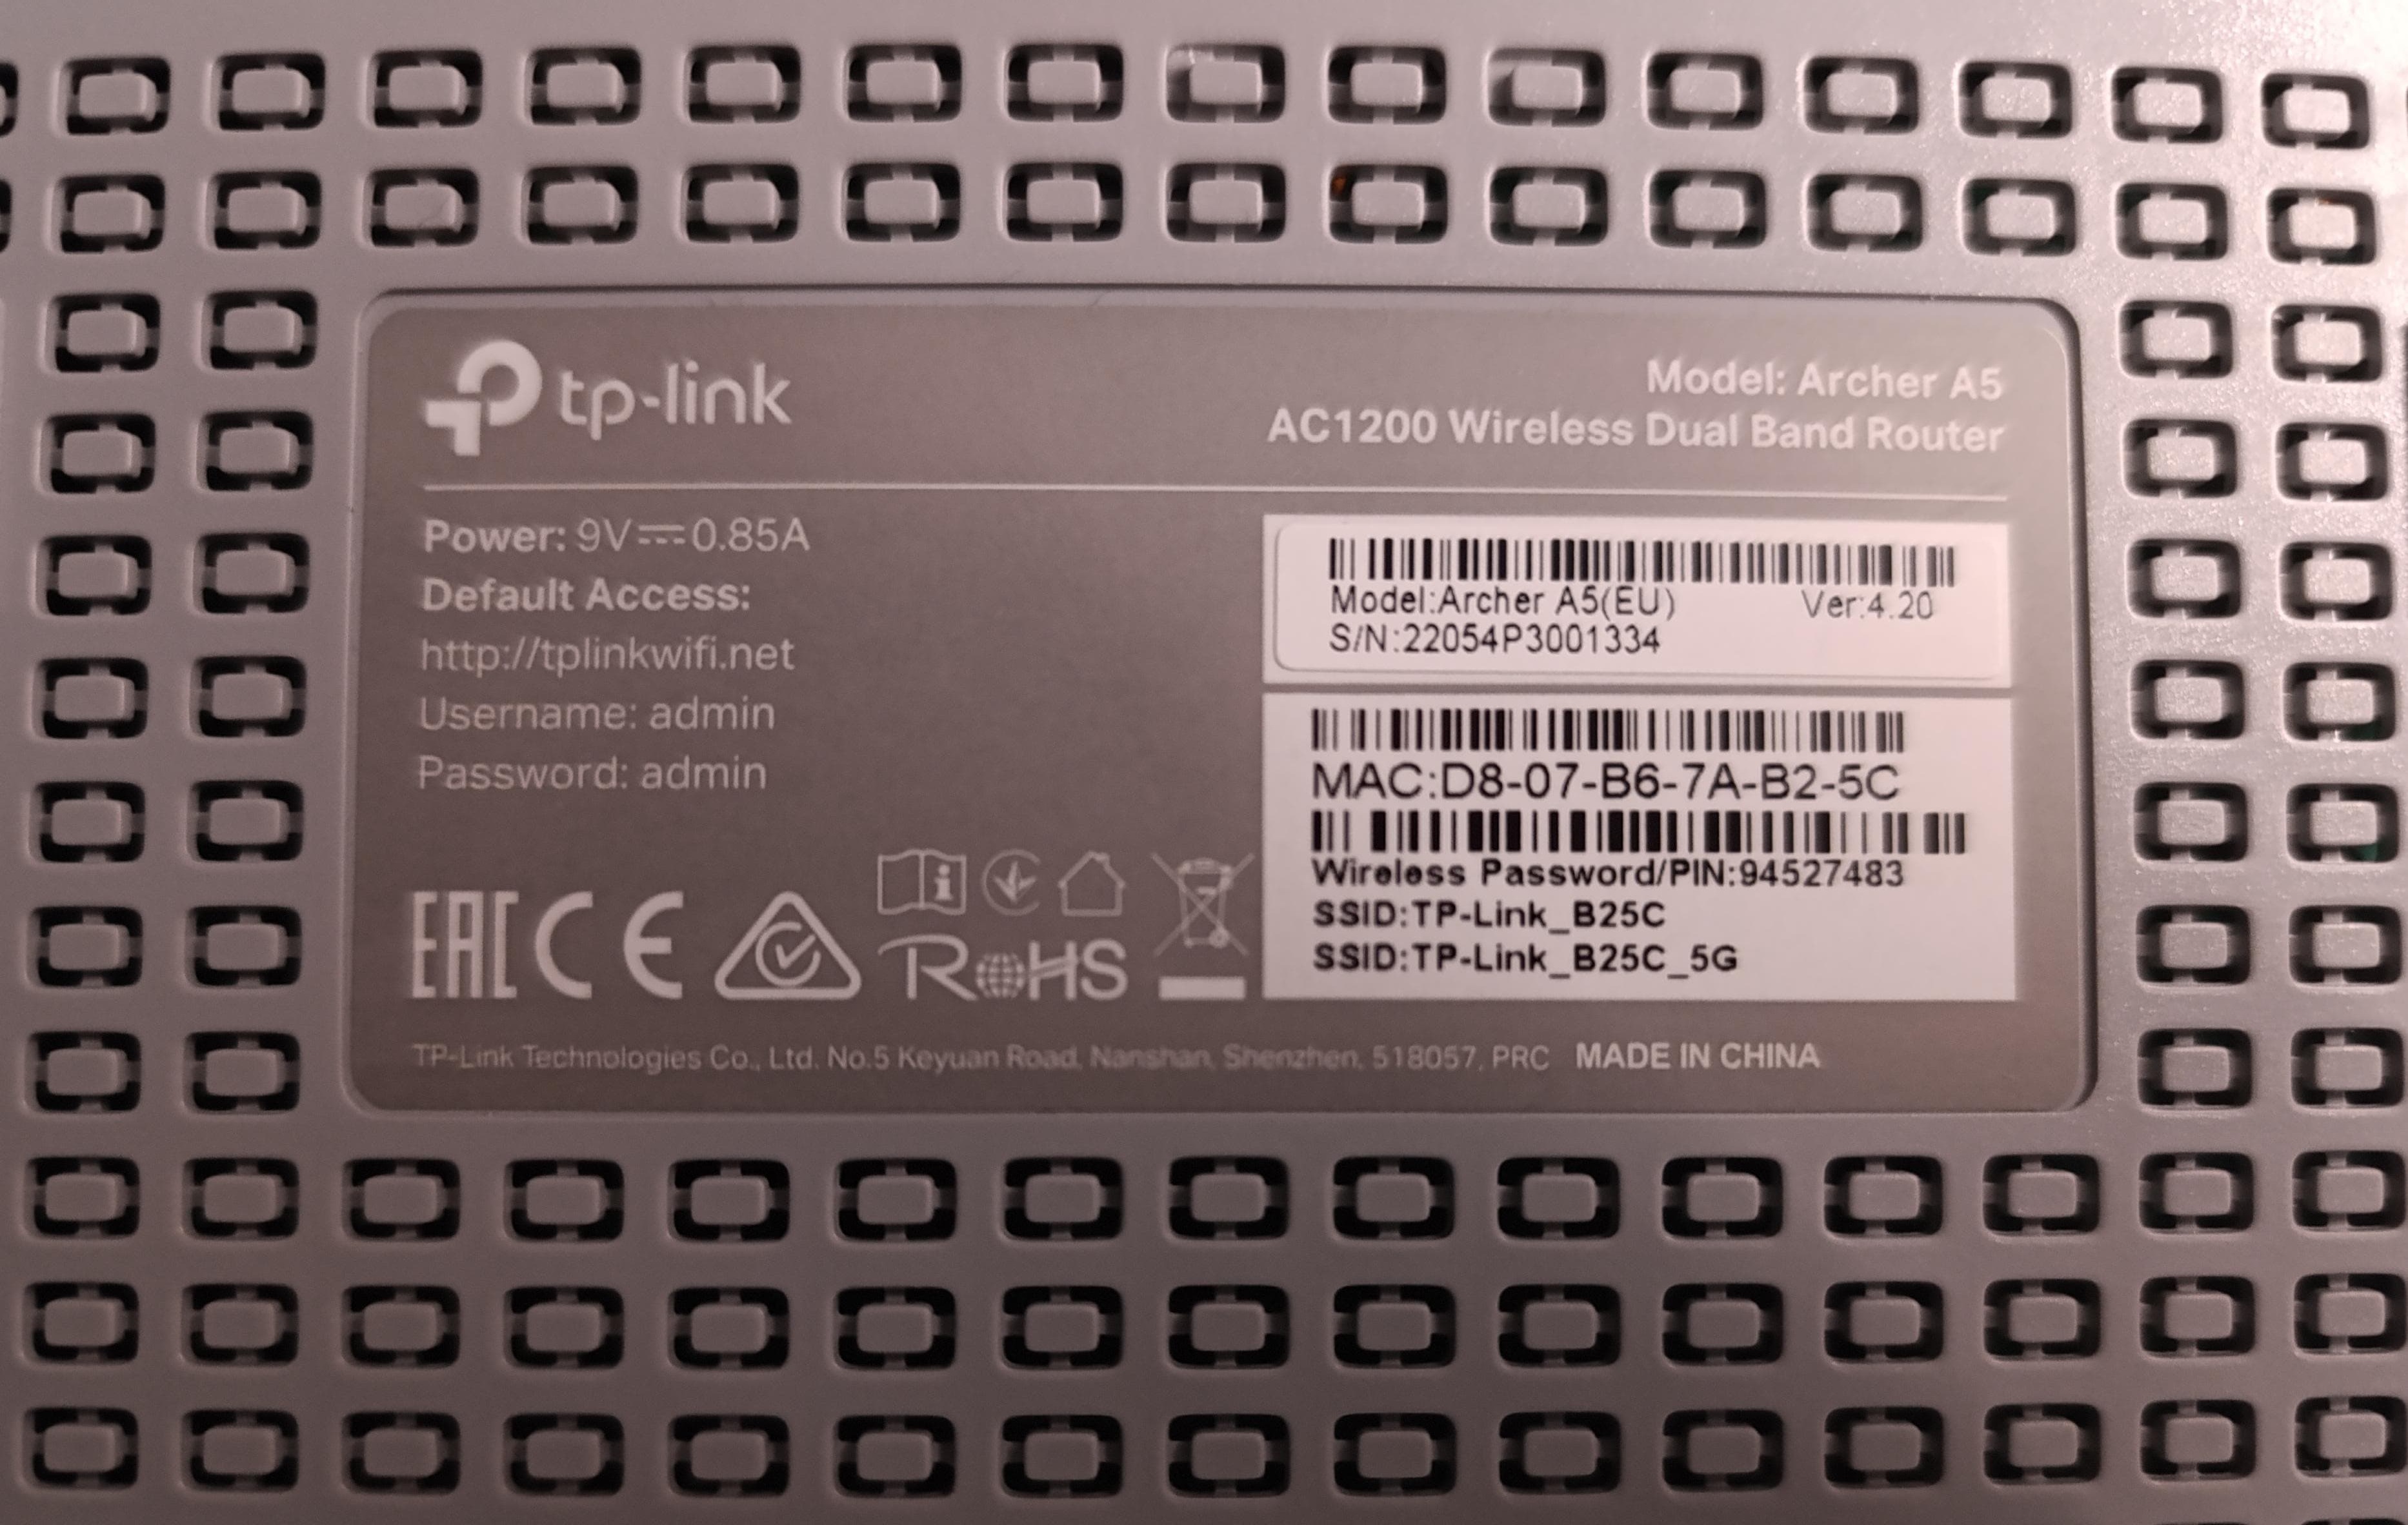 tp-link
Model: Archer A5
AC1200 Wireless Dual Band Router
Power: 9V⎓0.85A
Default Access:
http://tplinkwifi.net
Username: admin
Password: admin
Model:Archer A5(EU) Ver:4.20
S/N:22054P3001334
MAC:D8-07-B6-7A-B2-5C
Wireless Password/PIN:94527483
SSID:TP-Link_B25C
SSID:TP-Link_B25C_5G
EAC CE RoHS
TP-Link Technologies Co., Ltd. No.5 Keyuan Road, Nanshan, Shenzhen, 518057, PRC MADE IN CHINA